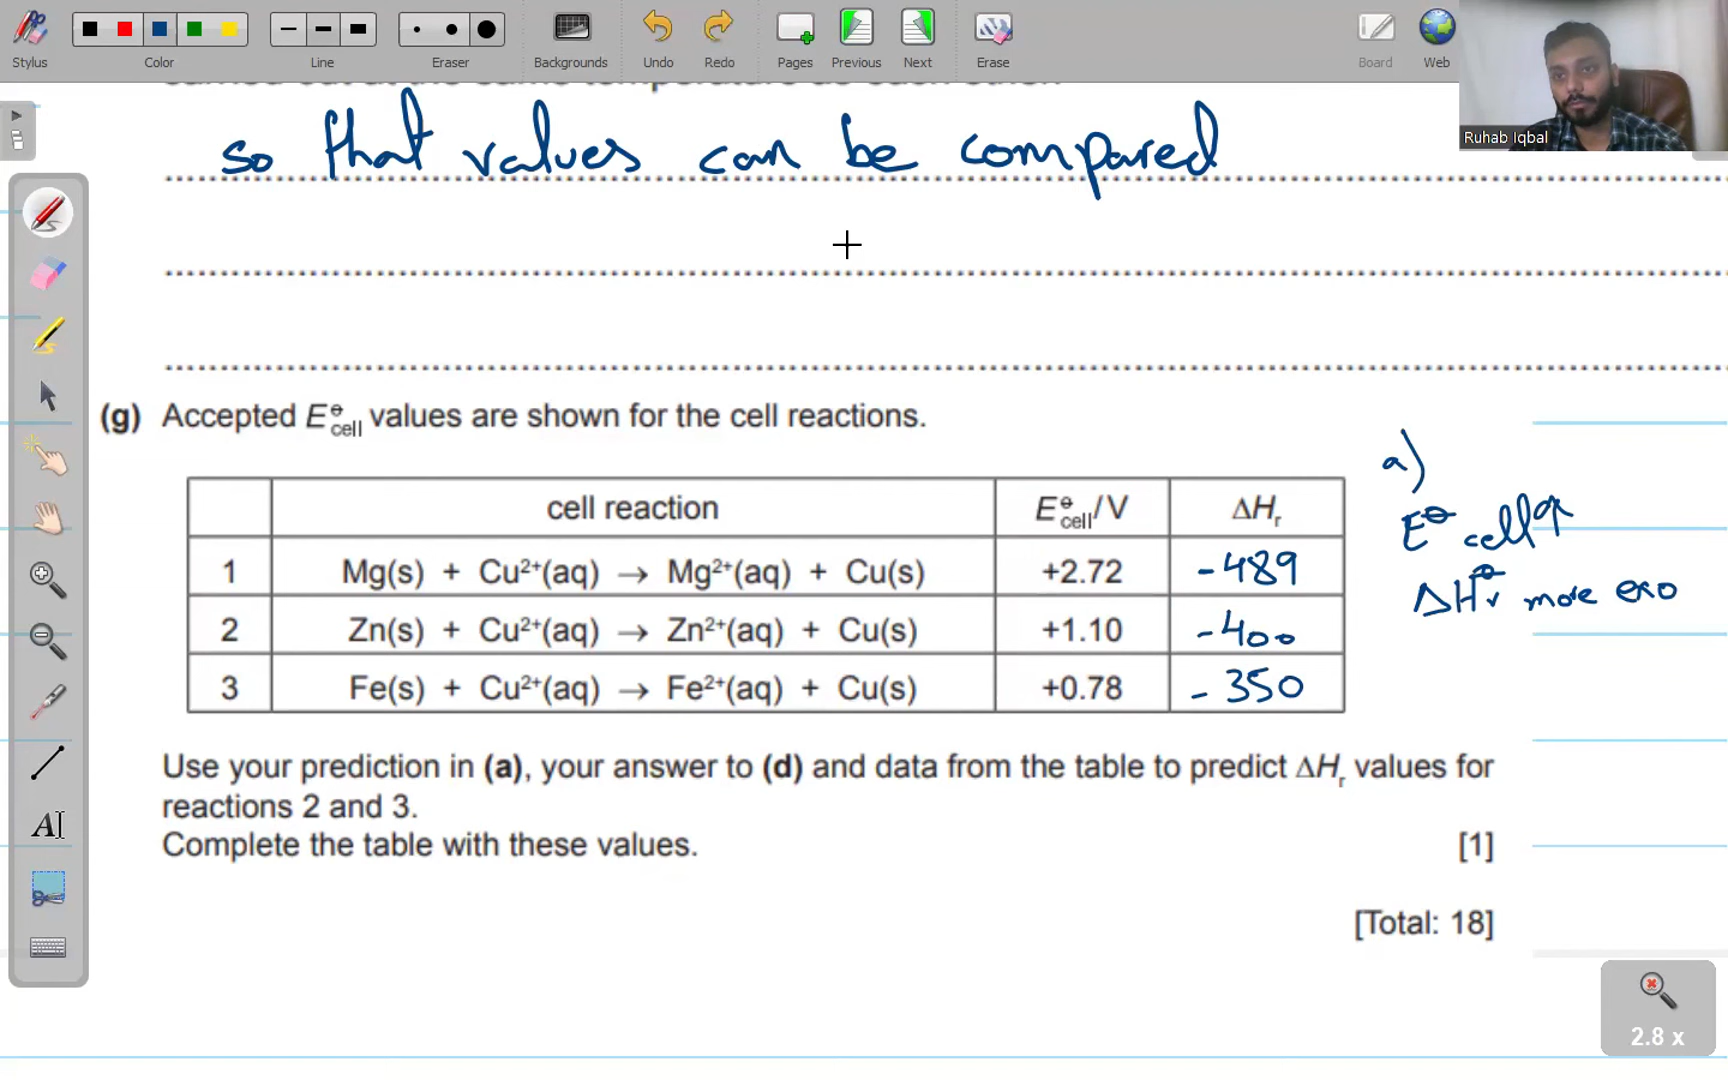 Stylus
Color
Line
Eraser
Backgrounds
Undo
Redo
Pages
Previous
Next
Erase
Board
Web
Ruhab Iqbal
so that values can be compared
(g) Accepted E⦵cell values are shown for the cell reactions.
cell reaction E⦵cell/V ΔHr
1 Mg(s) + Cu²⁺(aq) → Mg²⁺(aq) + Cu(s) +2.72 -489
2 Zn(s) + Cu²⁺(aq) → Zn²⁺(aq) + Cu(s) +1.10 -400
3 Fe(s) + Cu²⁺(aq) → Fe²⁺(aq) + Cu(s) +0.78 -350
a)
E⦵ cell
ΔH⦵r more exo
Use your prediction in (a), your answer to (d) and data from the table to predict ΔHr values for
reactions 2 and 3.
Complete the table with these values. [1]
[Total: 18]
2.8 x